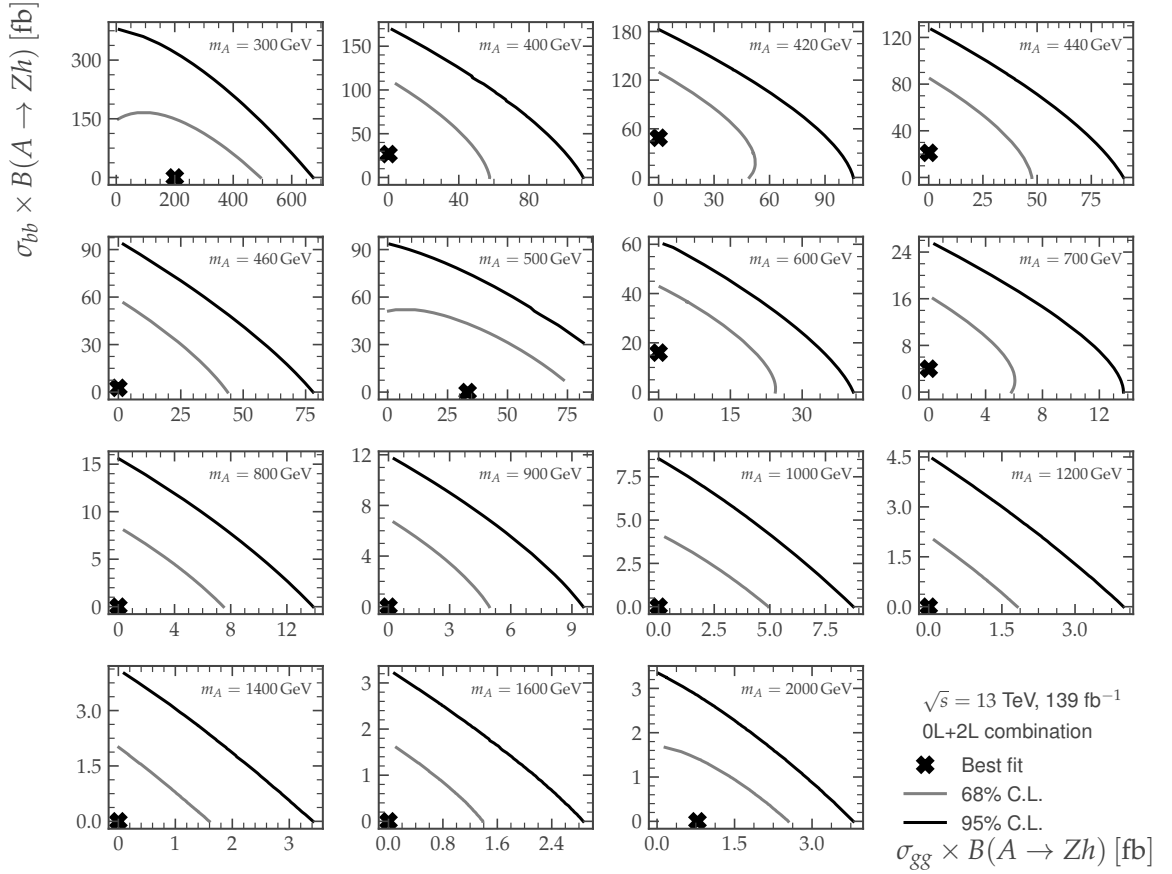 σ_bb × B(A → Zh) [fb]
m_A = 300 GeV
360
300
150
0
0 200 400 600
m_A = 400 GeV
150
100
50
0
0 40 80
m_A = 420 GeV
180
120
60
0
0 30 60 90
m_A = 440 GeV
120
80
40
0
0 25 50 75
m_A = 460 GeV
90
60
30
0
0 25 50 75
m_A = 500 GeV
90
60
30
0
0 25 50 75
m_A = 600 GeV
60
40
20
0
0 15 30
m_A = 700 GeV
24
16
8
0
0 4 8 12
m_A = 800 GeV
15
10
5
0
0 4 8 12
m_A = 900 GeV
12
8
4
0
0 3 6 9
m_A = 1000 GeV
7.5
5.0
2.5
0.0
0.0 2.5 5.0 7.5
m_A = 1200 GeV
4.5
3.0
1.5
0.0
0.0 1.5 3.0
m_A = 1400 GeV
3.0
1.5
0.0
0 1 2 3
m_A = 1600 GeV
3
2
1
0
0.0 0.8 1.6 2.4
m_A = 2000 GeV
3
2
1
0
0.0 1.5 3.0
√s = 13 TeV, 139 fb⁻¹
0L+2L combination
Best fit
68% C.L.
95% C.L.
σ_gg × B(A → Zh) [fb]